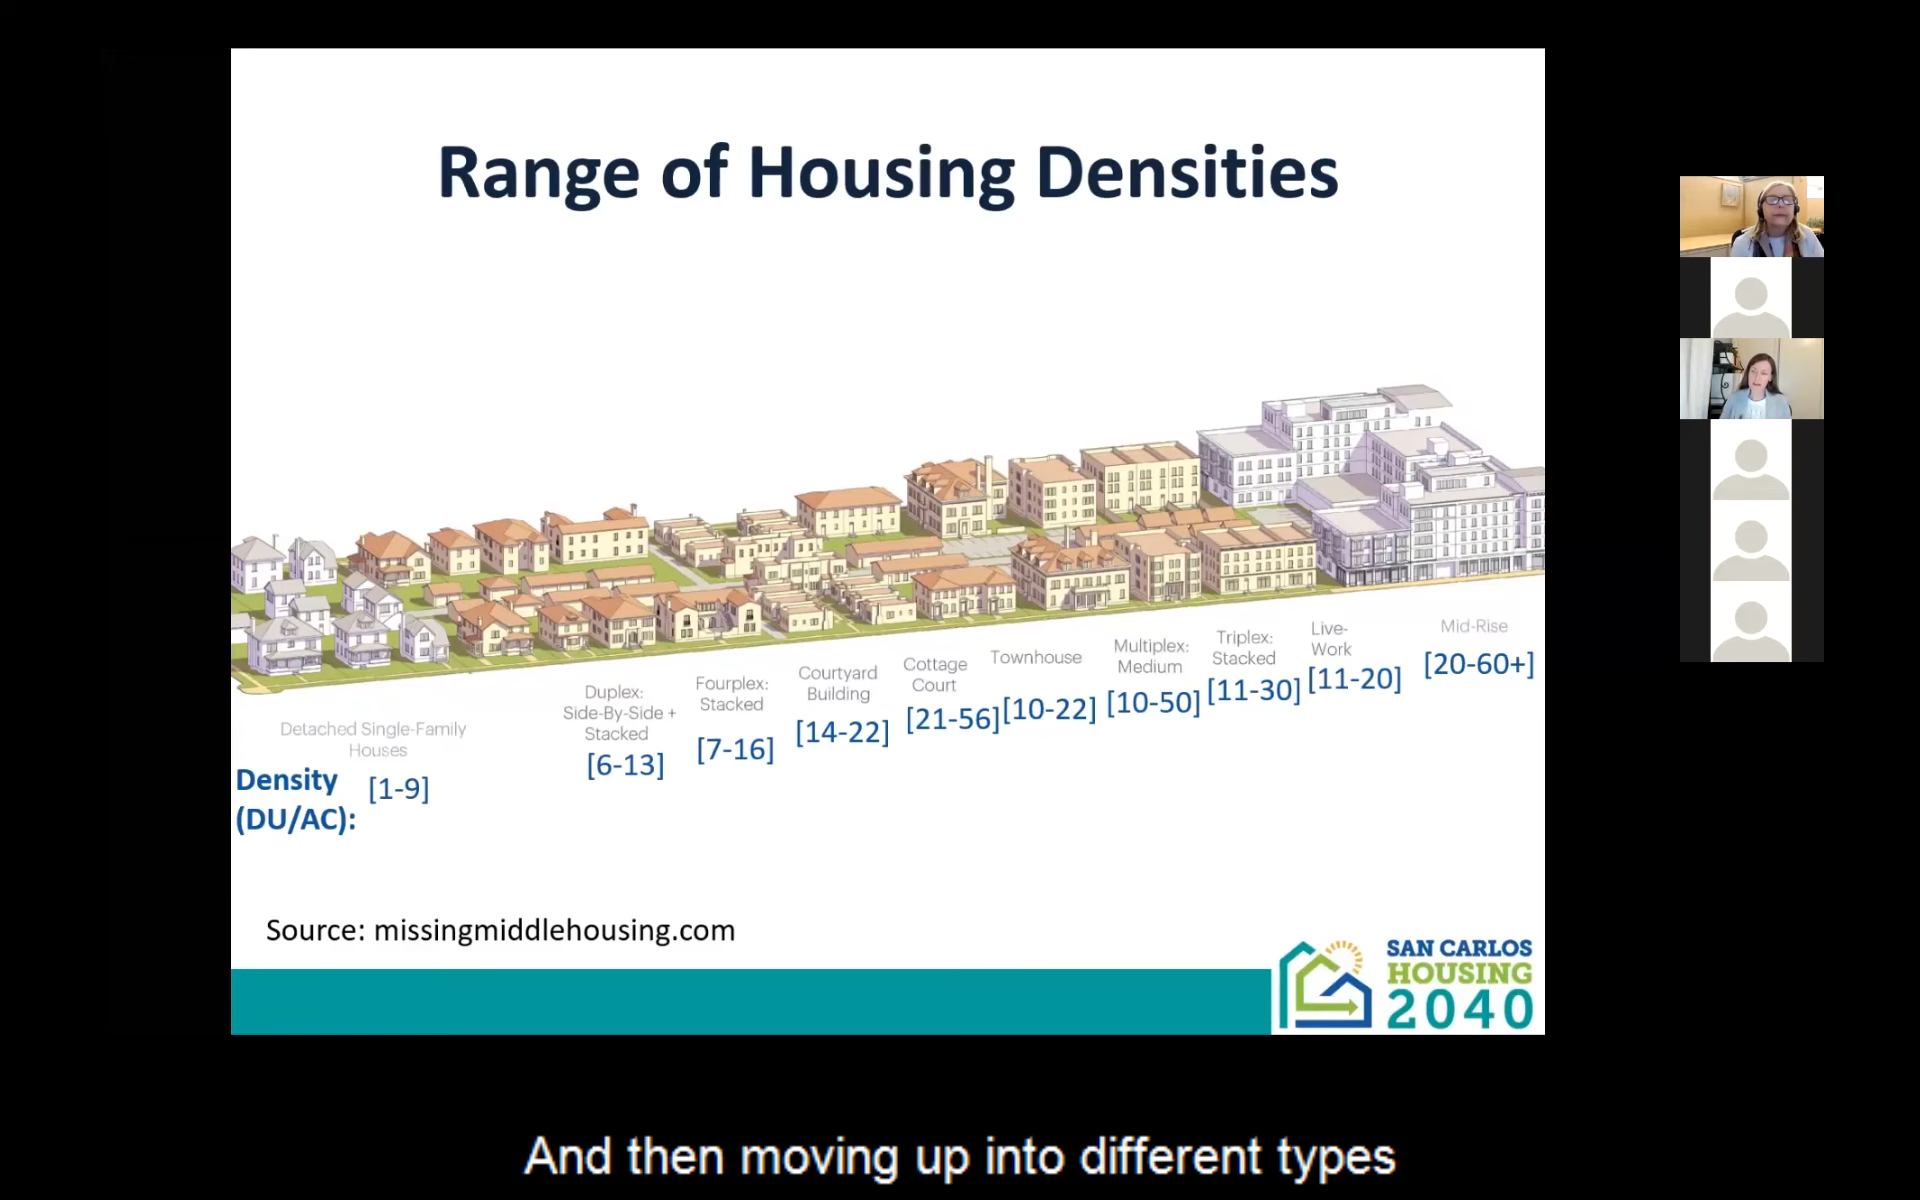 Range of Housing Densities
Detached Single-Family
Houses
Duplex:
Side-By-Side +
Stacked
Fourplex:
Stacked
Courtyard
Building
Cottage
Court
Townhouse
Multiplex:
Medium
Triplex:
Stacked
Live-
Work
Mid-Rise
Density
(DU/AC):
[1-9]
[6-13]
[7-16]
[14-22]
[21-56]
[10-22]
[10-50]
[11-30]
[11-20]
[20-60+]
Source: missingmiddlehousing.com
SAN CARLOS
HOUSING
2040
And then moving up into different types